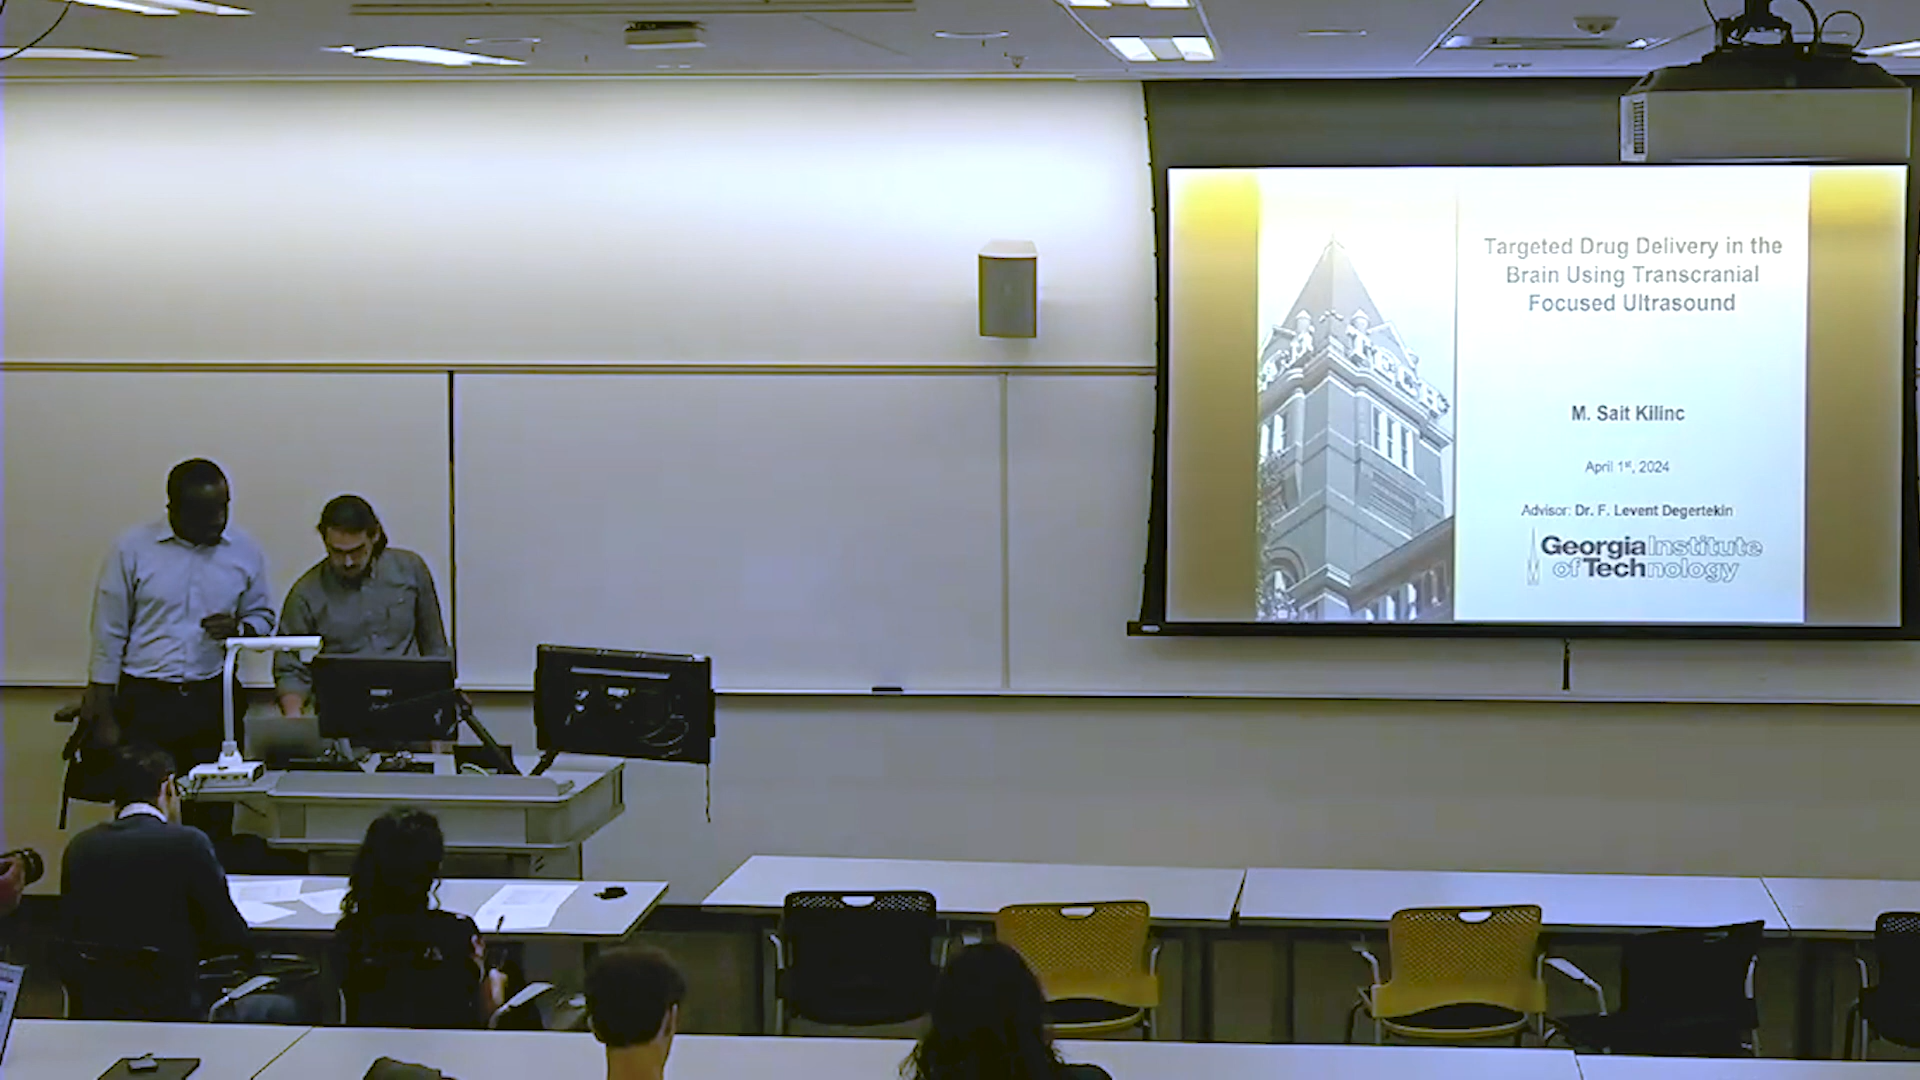 Targeted Drug Delivery in the
Brain Using Transcranial
Focused Ultrasound
TECH
M. Sait Kilinc
April 1st, 2024
Advisor: Dr. F. Levent Degertekin
Georgia Institute
of Technology